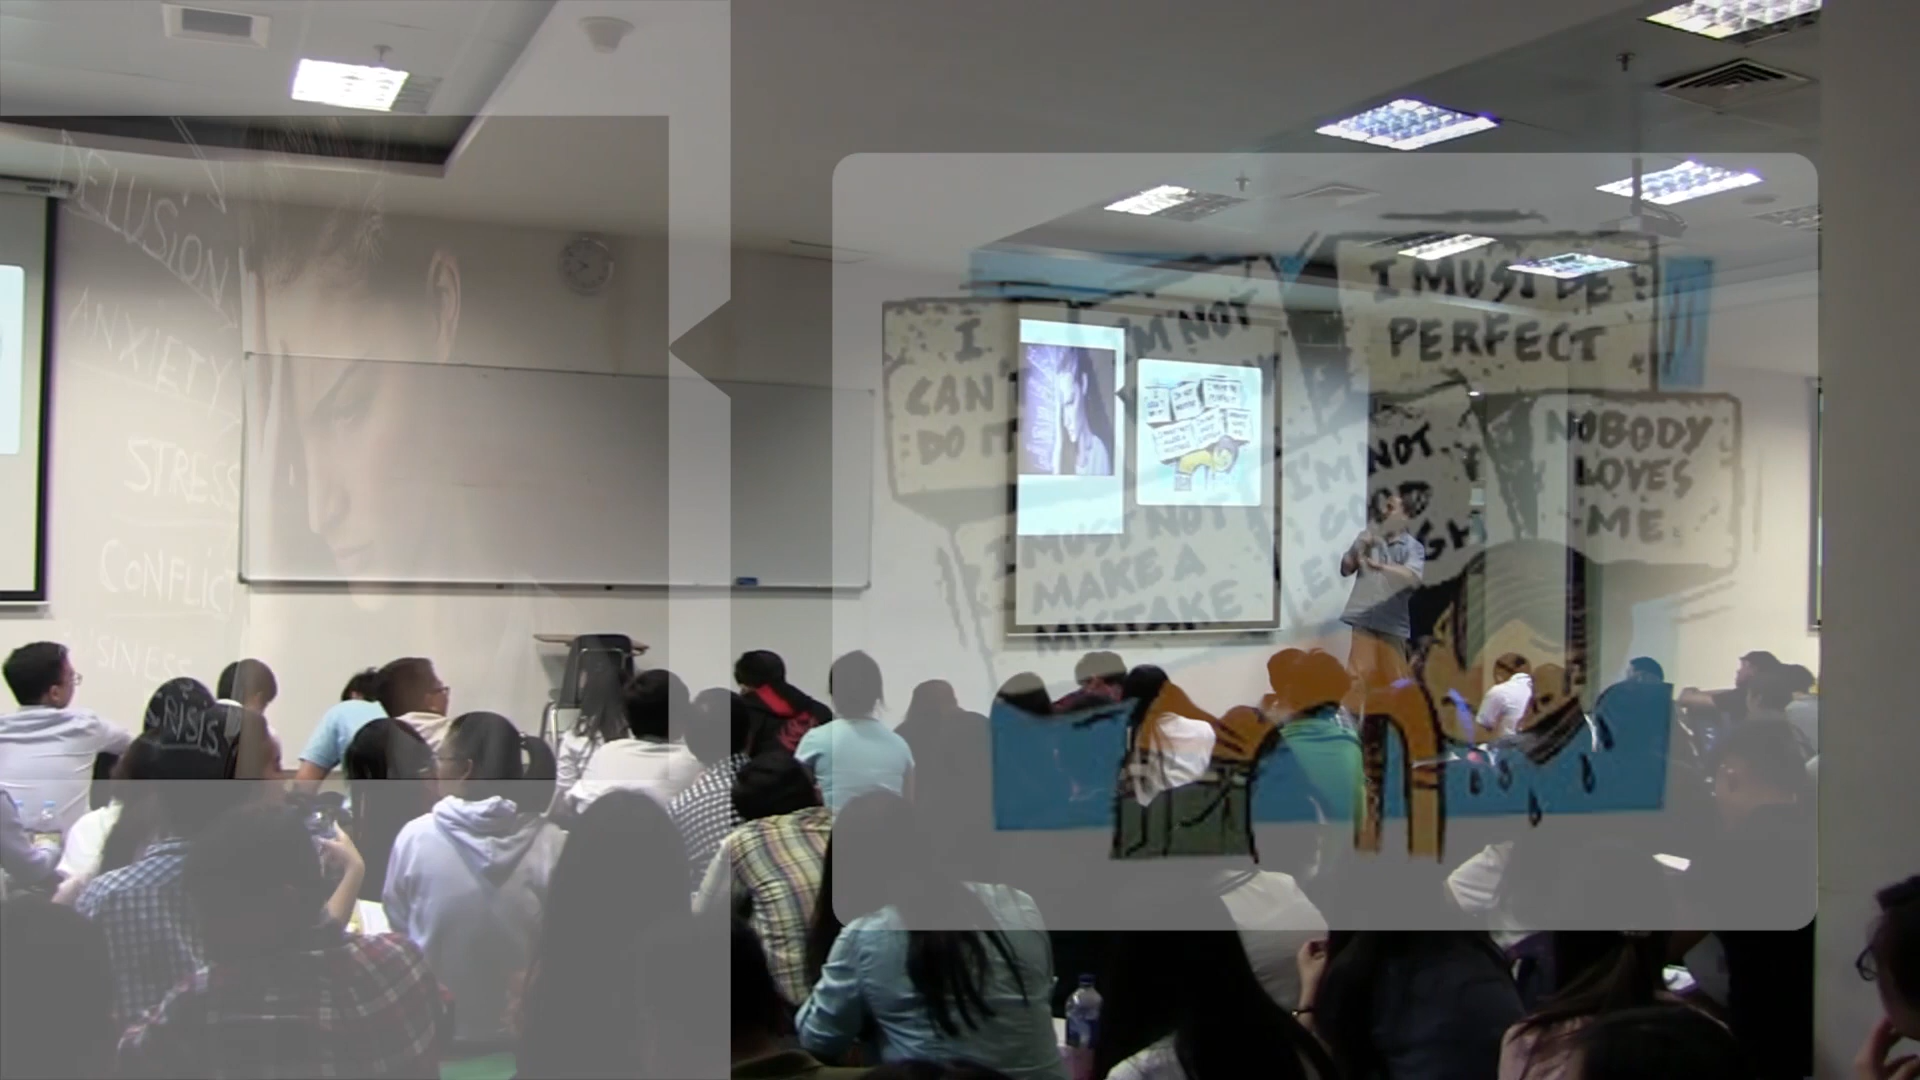 DELUSION
ANXIETY
STRESS
CONFLICT
BUSINESS
CRISIS
I
CAN'T
DO IT
I'M NOT
I MUST BE
PERFECT
I MUST NOT
MAKE A
MISTAKE
I'M NOT
GOOD
ENOUGH
NOBODY
LOVES
ME